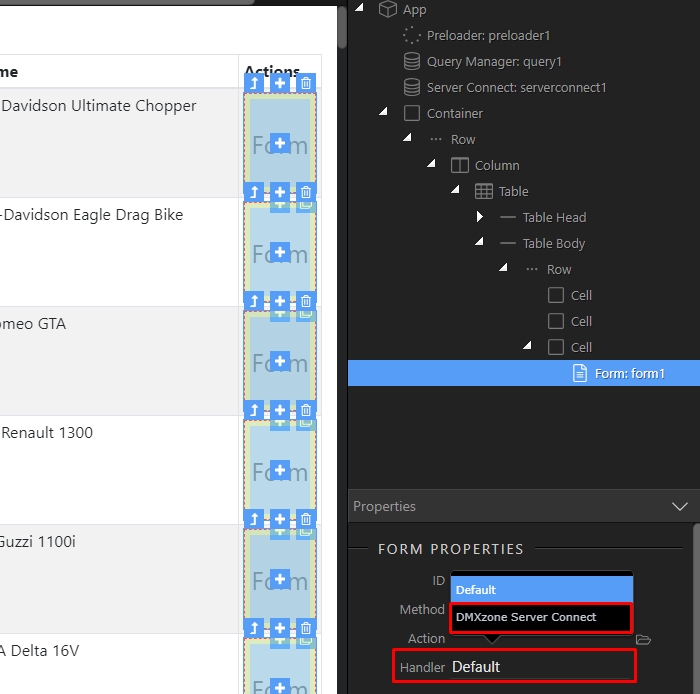 me
Actions
Davidson Ultimate Chopper
Form
-Davidson Eagle Drag Bike
Form
omeo GTA
Form
Renault 1300
Form
Guzzi 1100i
Form
A Delta 16V
Form
App
Preloader: preloader1
Query Manager: query1
Server Connect: serverconnect1
Container
Row
Column
Table
Table Head
Table Body
Row
Cell
Cell
Cell
Form: form1
Properties
FORM PROPERTIES
ID
Default
Method
DMXzone Server Connect
Action
Handler Default